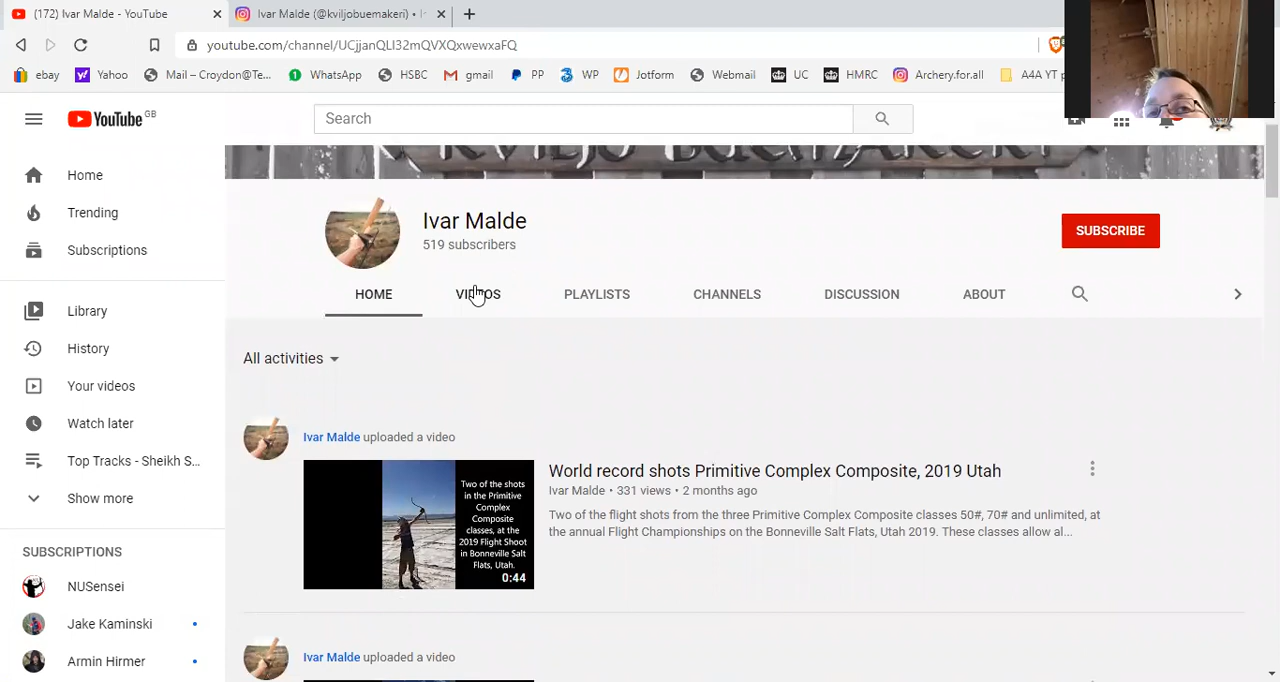 (172) Ivar Malde - YouTube
Ivar Malde (@kviljobuemakeri) •
youtube.com/channel/UCjjanQLI32mQVXQxwewxaFQ
ebay
Yahoo
Mail – Croydon@Te...
WhatsApp
HSBC
gmail
PP
WP
Jotform
Webmail
UC
HMRC
Archery.for.all
A4A YT
YouTube GB
Search
KVILJO BUEMAKERI
Home
Trending
Subscriptions
Library
History
Your videos
Watch later
Top Tracks - Sheikh S...
Show more
SUBSCRIPTIONS
NUSensei
Jake Kaminski
Armin Hirmer
Ivar Malde
519 subscribers
SUBSCRIBE
HOME
VIDEOS
PLAYLISTS
CHANNELS
DISCUSSION
ABOUT
All activities
Ivar Malde uploaded a video
Two of the shots
in the Primitive
Complex
Composite
classes, at the
2019 Flight Shoot
in Bonneville Salt
Flats, Utah.
0:44
World record shots Primitive Complex Composite, 2019 Utah
Ivar Malde • 331 views • 2 months ago
Two of the flight shots from the three Primitive Complex Composite classes 50#, 70# and unlimited, at
the annual Flight Championships on the Bonneville Salt Flats, Utah 2019. These classes allow al...
Ivar Malde uploaded a video